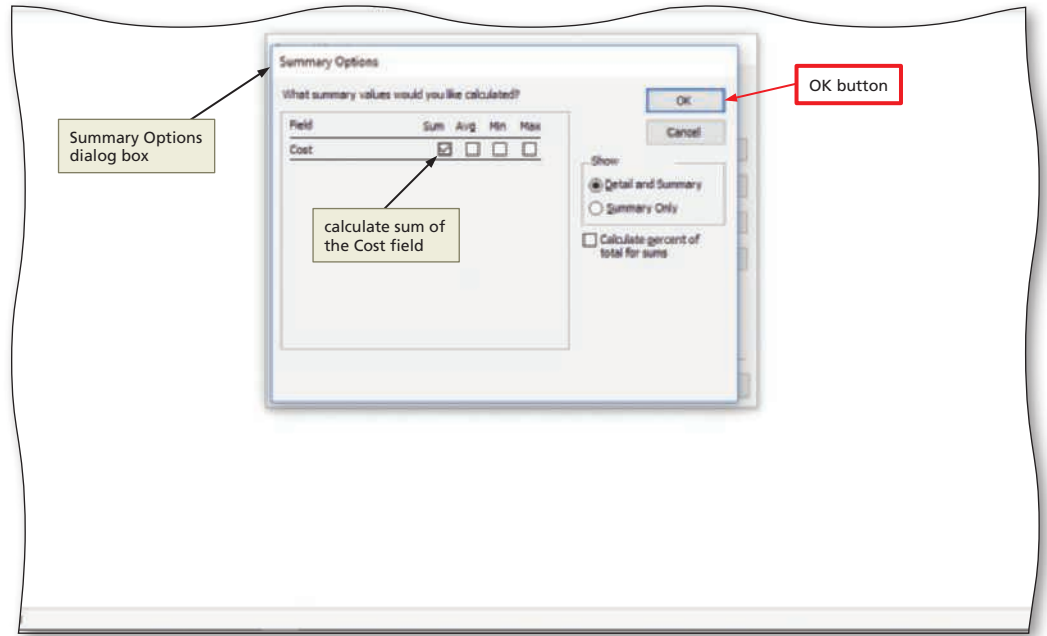 Summary Options
What summary values would you like calculated?
OK
OK button
Cancel
Field Sum Avg Min Max
Cost
Summary Options
dialog box
Show
Detail and Summary
Summary Only
calculate sum of
the Cost field
Calculate percent of
total for sums